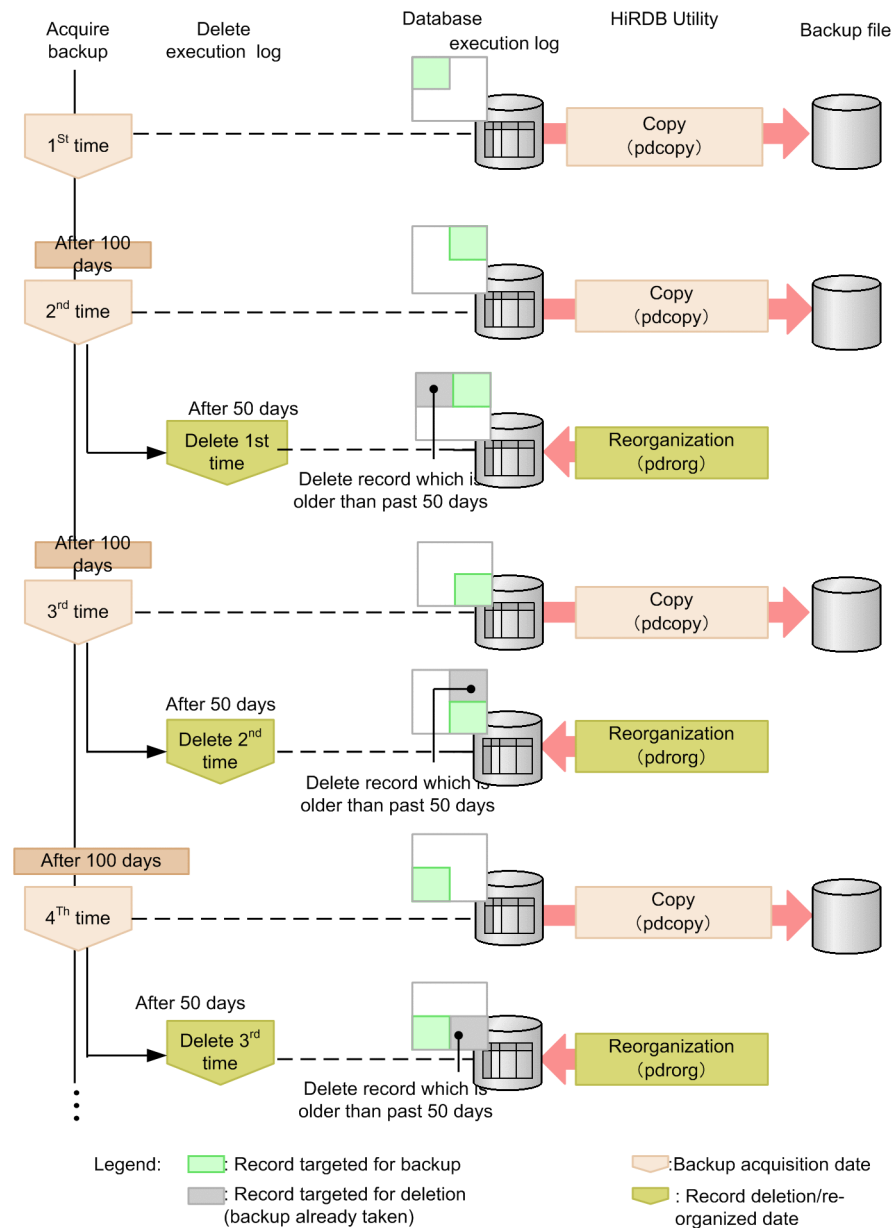 Acquire
backup
Delete
execution log
Database
execution log
HiRDB Utility
Backup file
1St time
Copy
(pdcopy)
After 100
days
2nd time
Copy
(pdcopy)
After 50 days
Delete 1st
time
Delete record which is
older than past 50 days
Reorganization
(pdrorg)
After 100
days
3rd time
Copy
(pdcopy)
After 50 days
Delete 2nd
time
Delete record which is
older than past 50 days
Reorganization
(pdrorg)
After 100 days
4Th time
Copy
(pdcopy)
After 50 days
Delete 3rd
time
Delete record which is
older than past 50 days
Reorganization
(pdrorg)
Legend:
: Record targeted for backup
: Record targeted for deletion
(backup already taken)
:Backup acquisition date
: Record deletion/re-
organized date